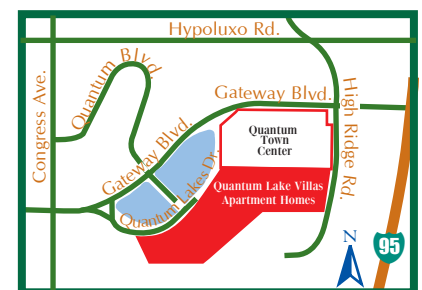 Hypoluxo Rd.
Congress Ave.
Quantum Blvd.
Gateway Blvd.
High Ridge Rd.
Quantum
Town
Center
Gateway Blvd.
Quantum Lakes Dr.
Quantum Lake Villas
Apartment Homes
N
95